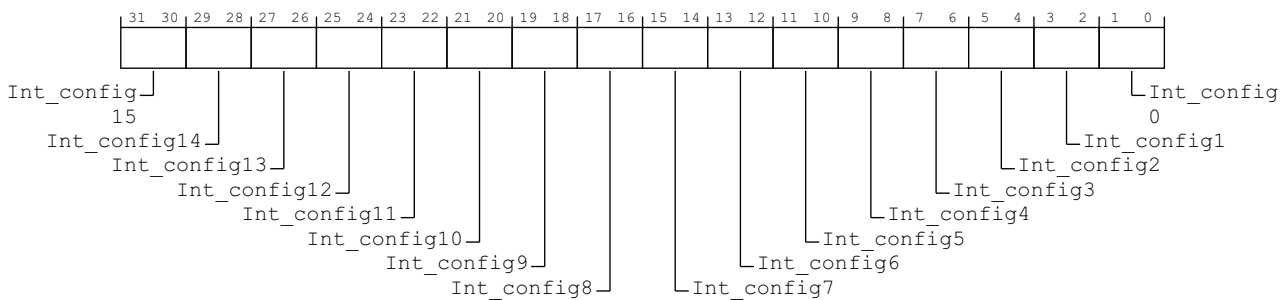 31 30 29 28 27 26 25 24 23 22 21 20 19 18 17 16 15 14 13 12 11 10 9 8 7 6 5 4 3 2 1 0
Int_config
15
Int_config
0
Int_config14
Int_config1
Int_config13
Int_config2
Int_config12
Int_config3
Int_config11
Int_config4
Int_config10
Int_config5
Int_config9
Int_config6
Int_config8
Int_config7